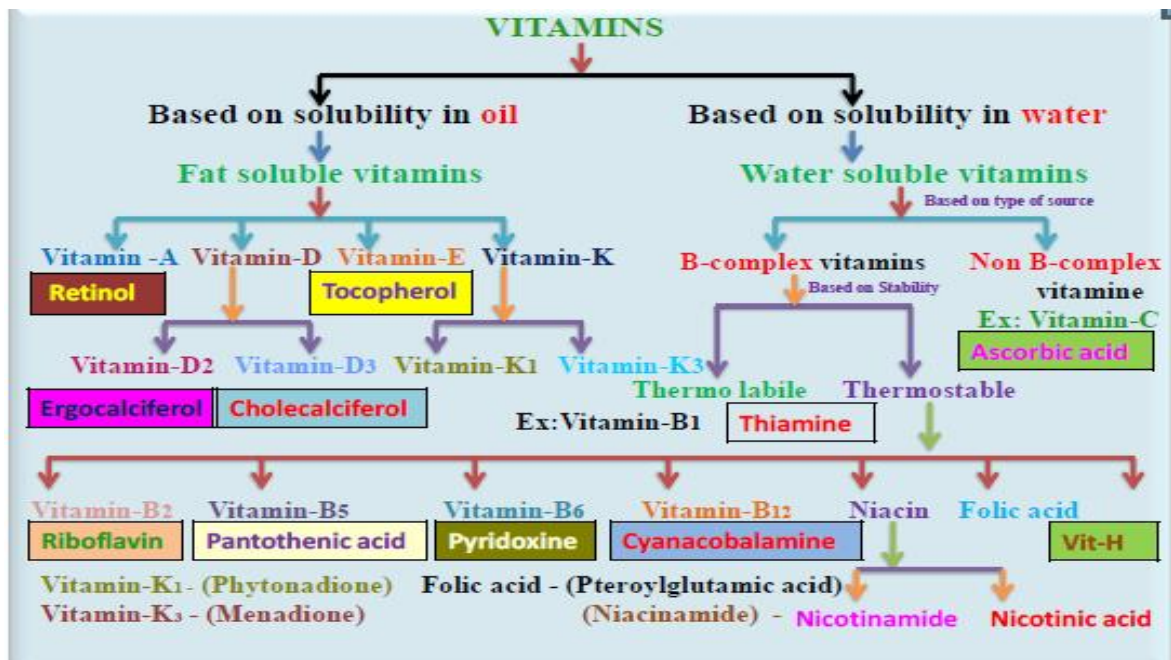 VITAMINS
Based on solubility in oil
Based on solubility in water
Fat soluble vitamins
Water soluble vitamins
Based on type of source
Vitamin -A
Vitamin-D
Vitamin-E
Vitamin-K
Retinol
Tocopherol
B-complex vitamins
Based on Stability
Non B-complex
vitamine
Ex: Vitamin-C
Ascorbic acid
Vitamin-D2
Vitamin-D3
Vitamin-K1
Vitamin-K3
Ergocalciferol
Cholecalciferol
Thermo labile
Thermostable
Ex:Vitamin-B1
Thiamine
Vitamin-B2
Vitamin-B5
Vitamin-B6
Vitamin-B12
Niacin
Folic acid
Riboflavin
Pantothenic acid
Pyridoxine
Cyanacobalamine
Vit-H
Vitamin-K1- (Phytonadione)
Folic acid - (Pteroylglutamic acid)
Vitamin-K3 - (Menadione)
(Niacinamide) - Nicotinamide
Nicotinic acid